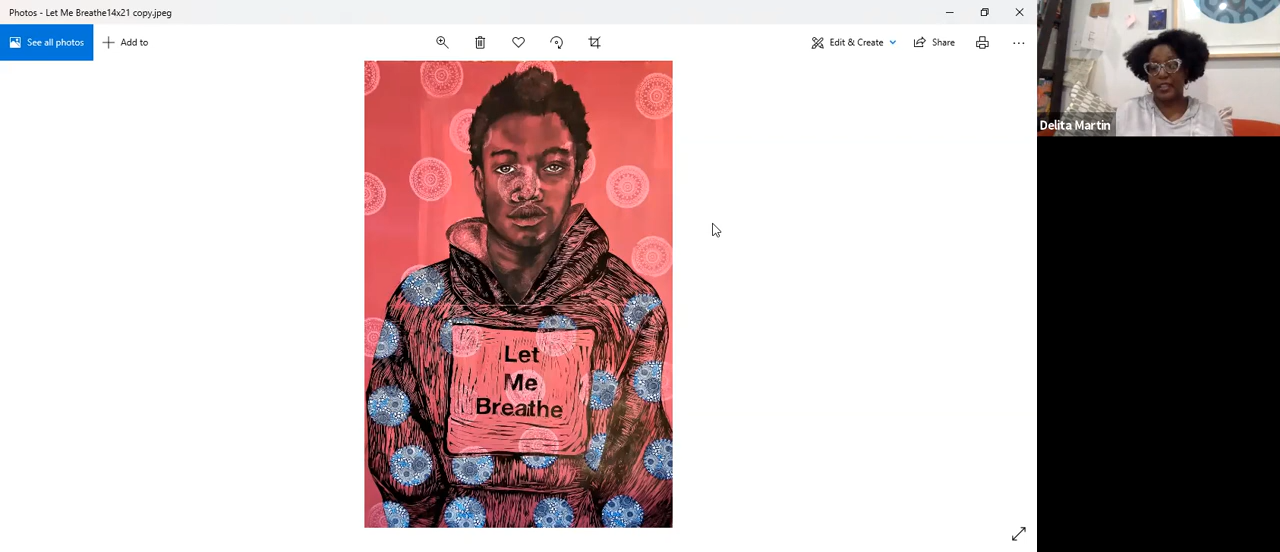 Photos - Let Me Breathe14x21 copy.jpeg
See all photos
Add to
Edit & Create
Share
Delita Martin
Let
Me
Breathe